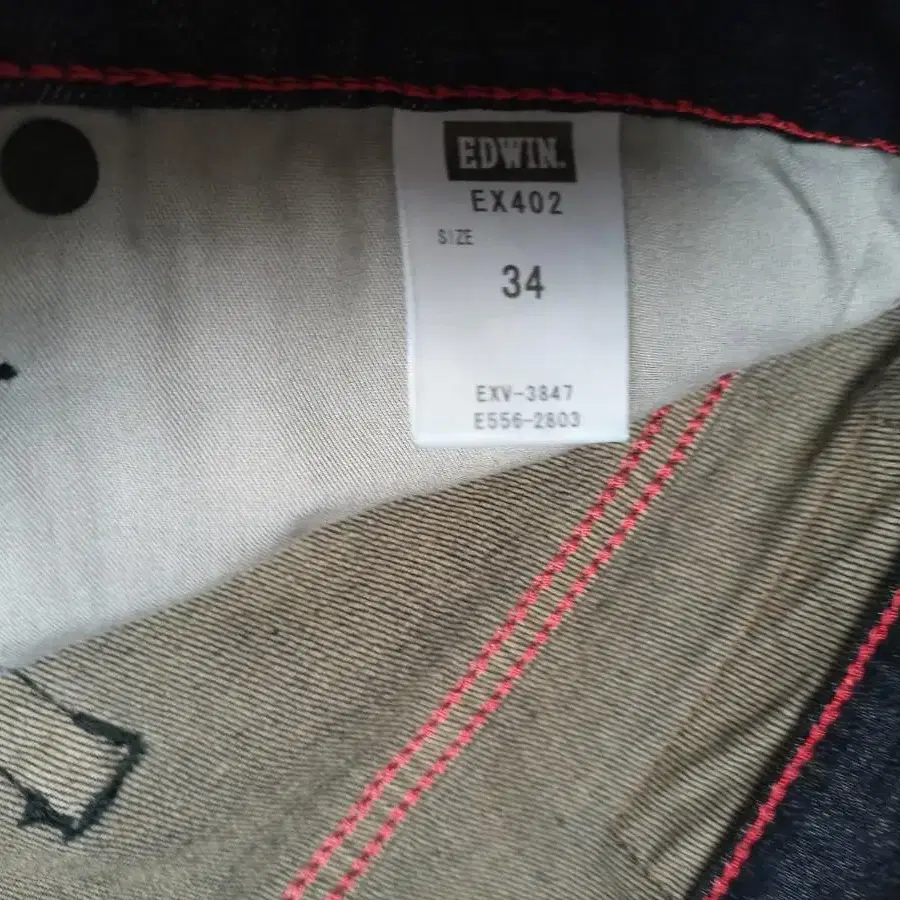 EDWIN.
EX402
SIZE
34
EXV-3847
E556-2803